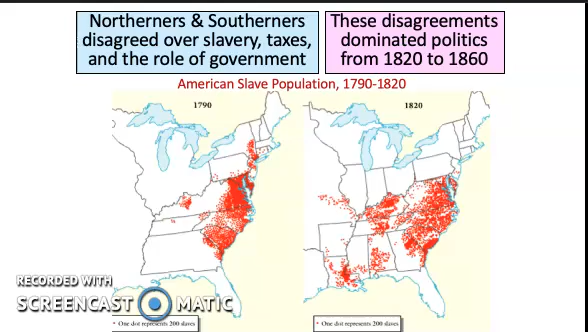 Northerners & Southerners
disagreed over slavery, taxes,
and the role of government
These disagreements
dominated politics
from 1820 to 1860
American Slave Population, 1790-1820
1790
1820
RECORDED WITH
SCREENCAST MATIC
* One dot represents 200 slaves
* One dot represents 200 slaves